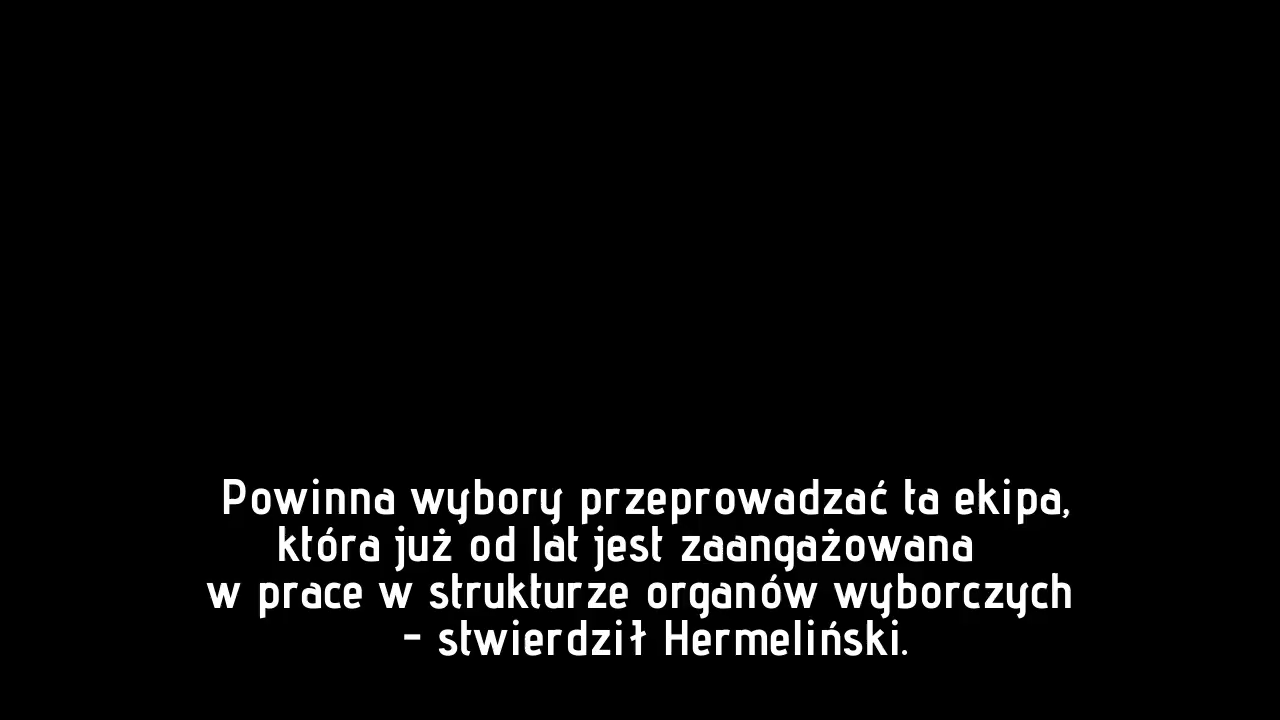 Powinna wybory przeprowadzać ta ekipa,
która już od lat jest zaangażowana
w prace w strukturze organów wyborczych
- stwierdził Hermeliński.